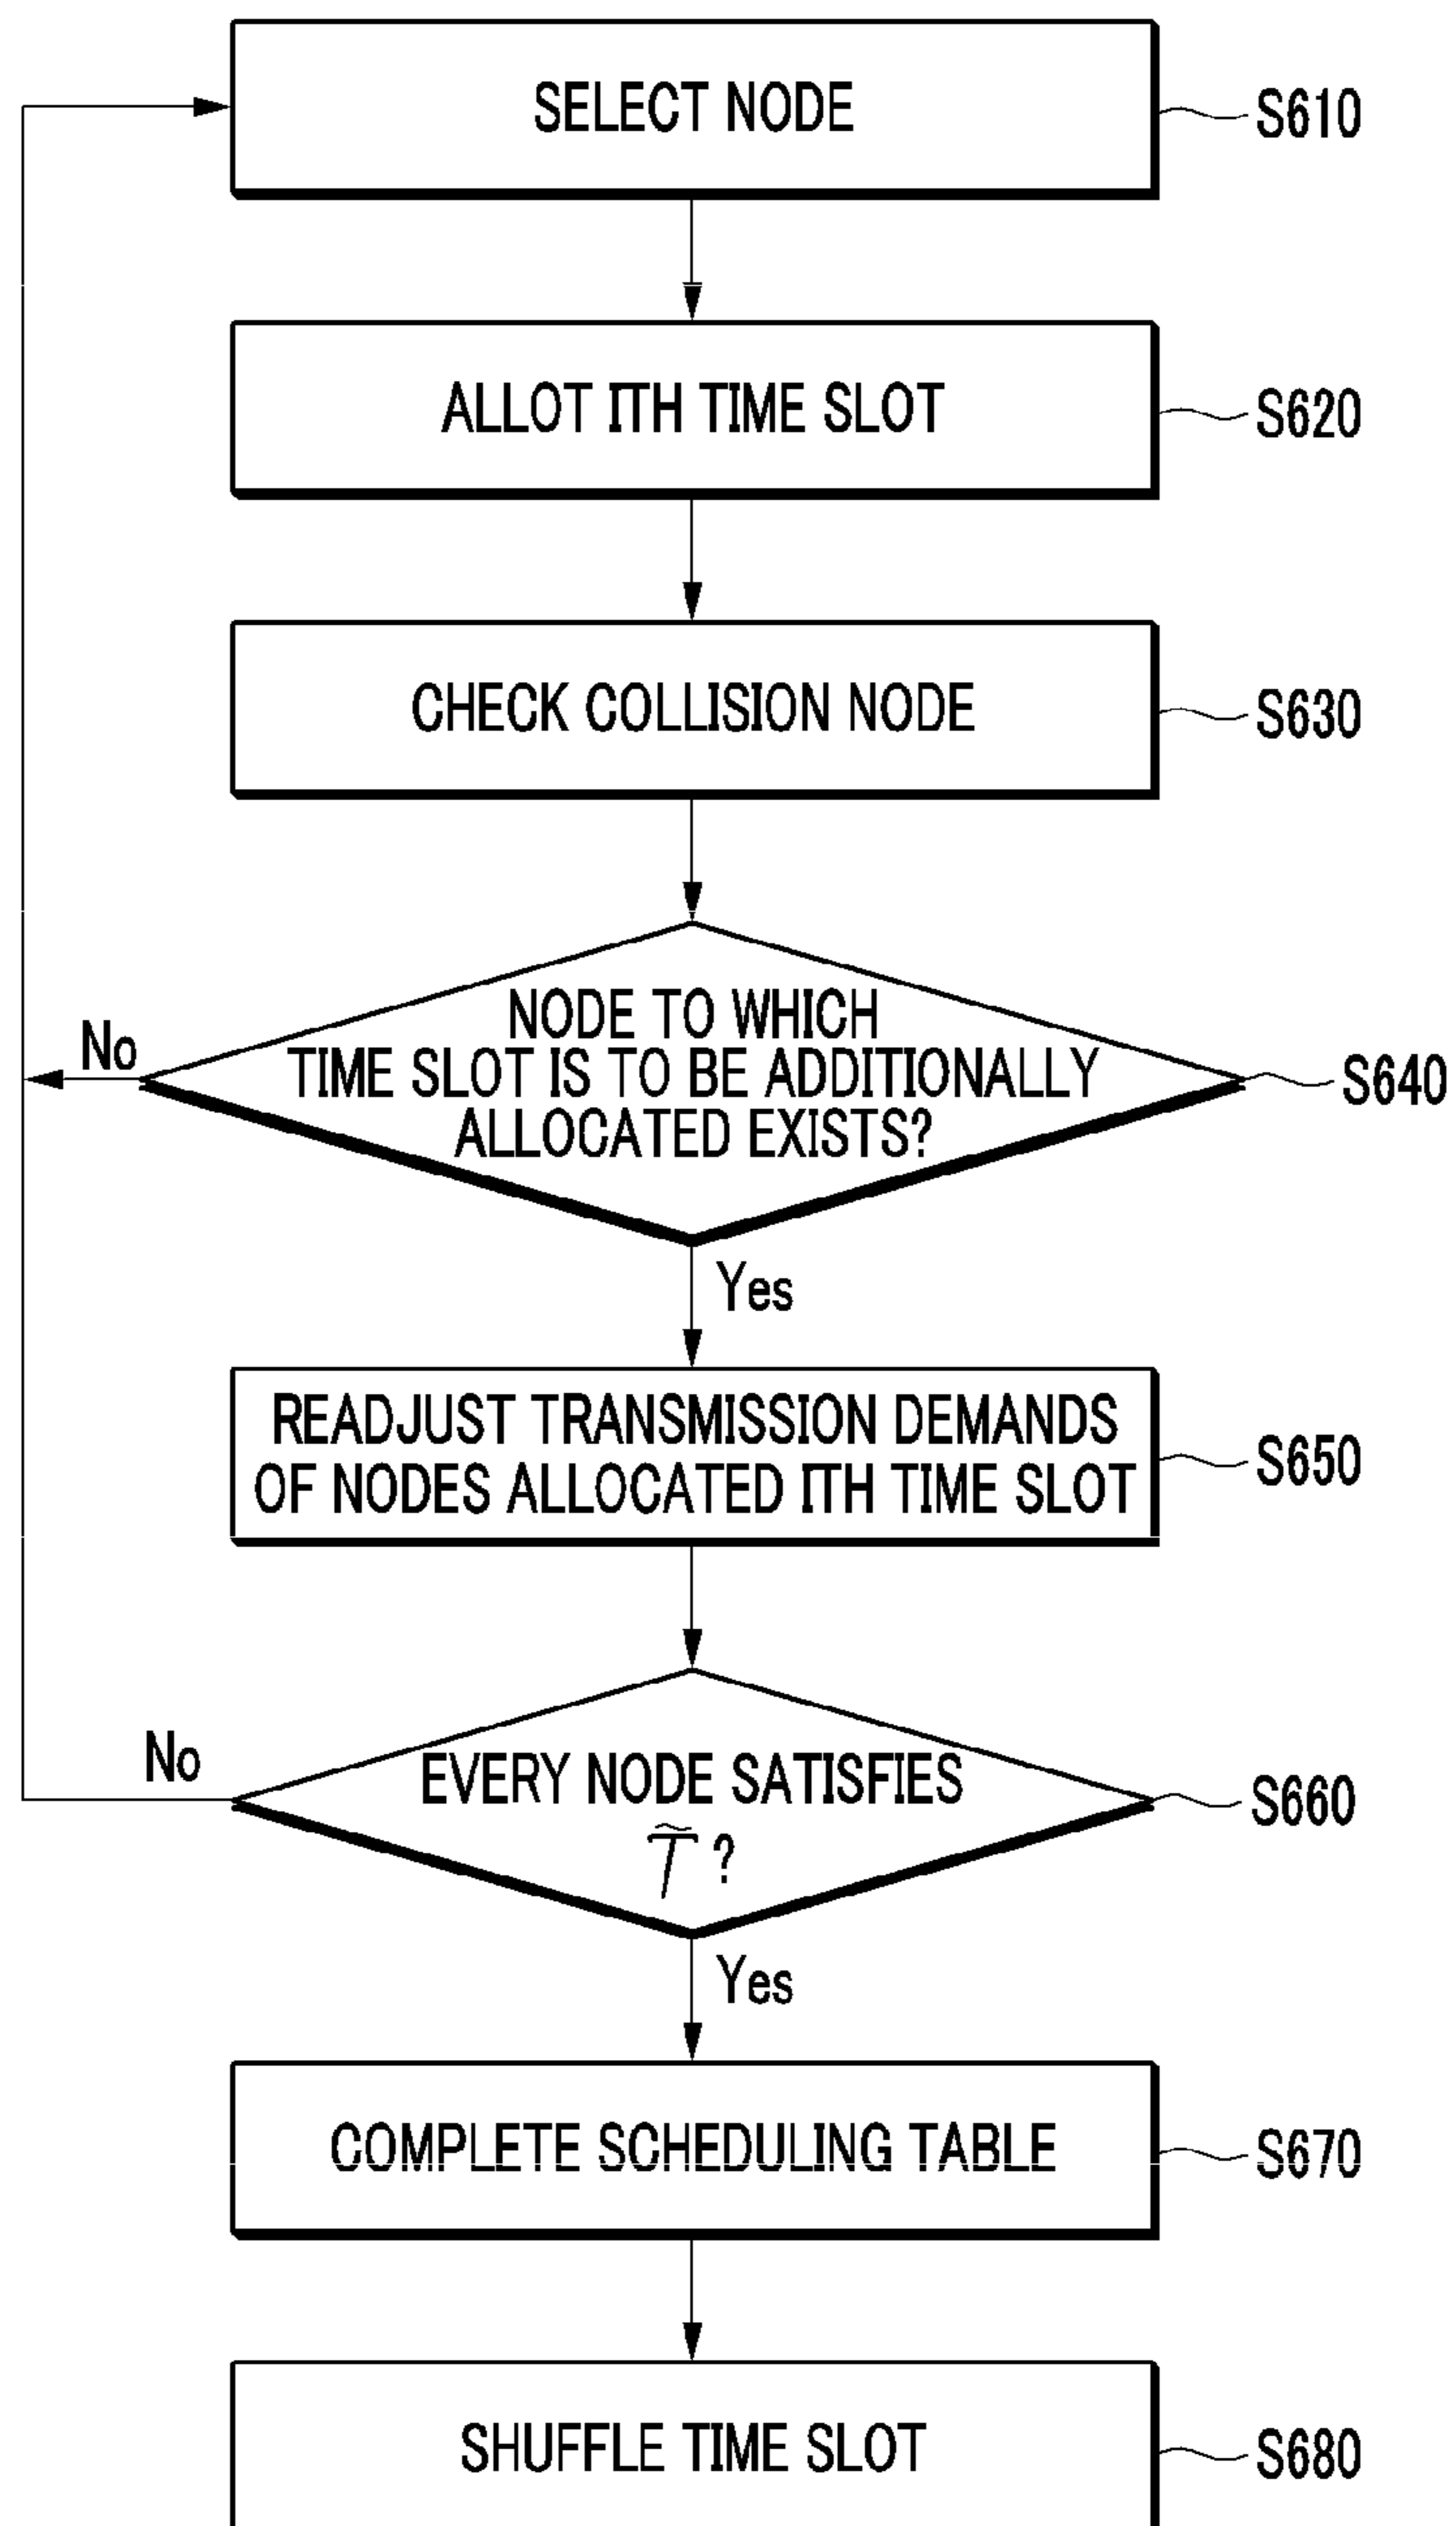 SELECT NODE
S610
ALLOT ITH TIME SLOT
S620
CHECK COLLISION NODE
S630
NODE TO WHICH
TIME SLOT IS TO BE ADDITIONALLY
ALLOCATED EXISTS?
S640
No
Yes
READJUST TRANSMISSION DEMANDS
OF NODES ALLOCATED ITH TIME SLOT
S650
EVERY NODE SATISFIES
T̃ ?
S660
No
Yes
COMPLETE SCHEDULING TABLE
S670
SHUFFLE TIME SLOT
S680